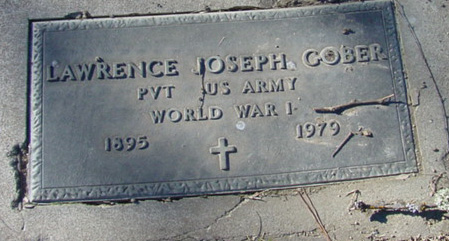 LAWRENCE JOSEPH GOBER
PVT US ARMY
WORLD WAR I
1895 1979